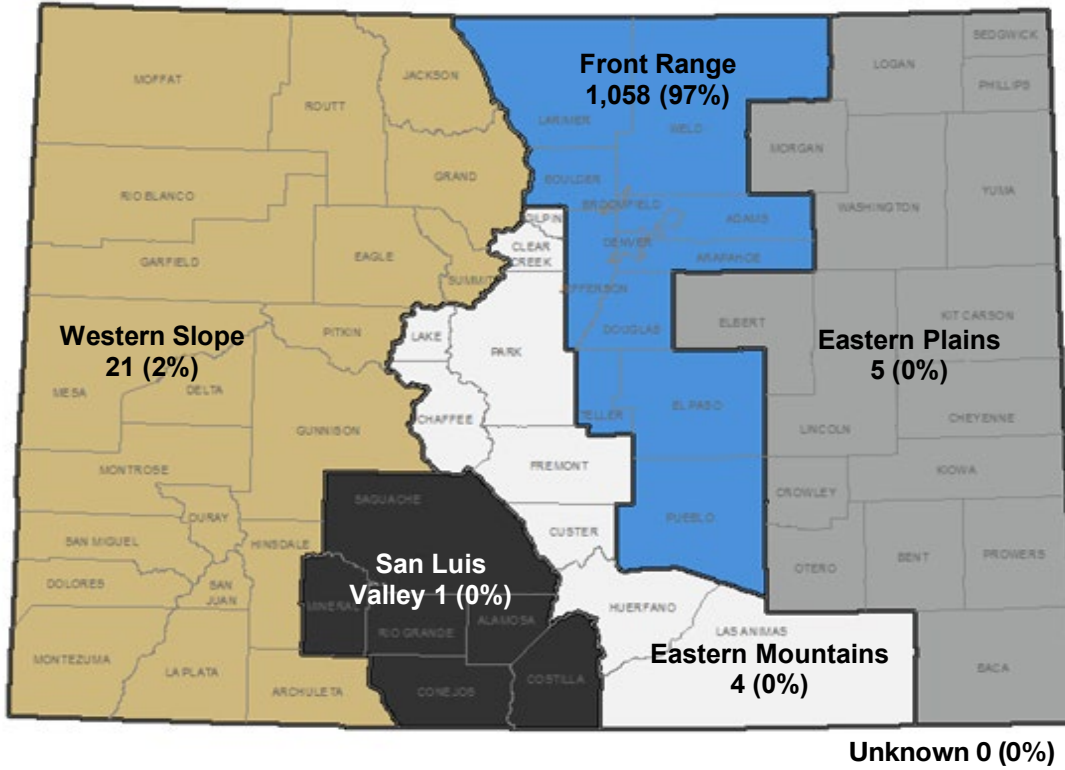 Front Range
1,058 (97%)
SEDGWICK
LOGAN
PHILLIPS
MOFFAT
JACKSON
ROUTT
LARIMER
WELD
MORGAN
GRAND
BOULDER
RIO BLANCO
YUMA
BROOMFIELD
ADAMS
WASHINGTON
GILPIN
CLEAR
CREEK
DENVER
ARAPAHOE
GARFIELD
EAGLE
SUMMIT
JEFFERSON
KIT CARSON
ELBERT
DOUGLAS
Western Slope
21 (2%)
PITKIN
LAKE
PARK
Eastern Plains
5 (0%)
MESA
DELTA
CHAFFEE
TELLER
EL PASO
CHEYENNE
LINCOLN
GUNNISON
MONTROSE
FREMONT
KIOWA
SAGUACHE
CROWLEY
OURAY
PUEBLO
SAN MIGUEL
HINSDALE
CUSTER
BENT
PROWERS
OTERO
San Luis
Valley 1 (0%)
DOLORES
SAN
JUAN
MINERAL
HUERFANO
ALAMOSA
RIO GRANDE
LAS ANIMAS
Eastern Mountains
4 (0%)
MONTEZUMA
LA PLATA
ARCHULETA
CONEJOS
COSTILLA
BACA
Unknown 0 (0%)